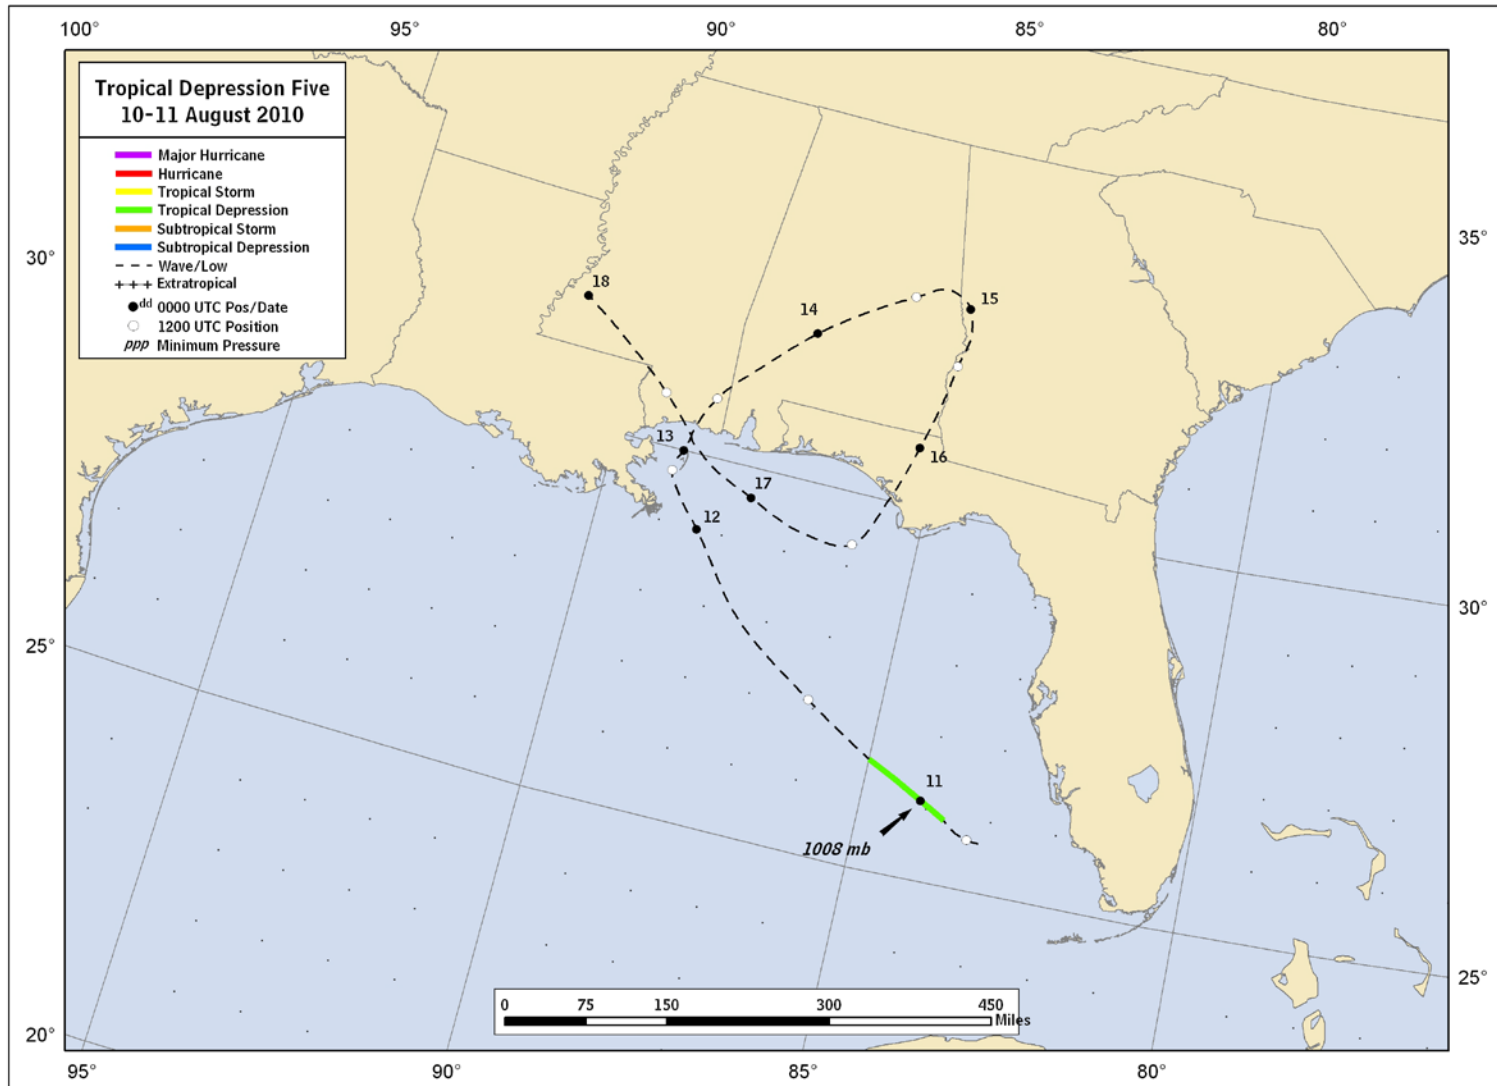 100° 95° 90° 85° 80°
Tropical Depression Five
10-11 August 2010
Major Hurricane
Hurricane
Tropical Storm
Tropical Depression
Subtropical Storm
Subtropical Depression
Wave/Low
Extratropical
dd 0000 UTC Pos/Date
1200 UTC Position
ppp Minimum Pressure
35°
30°
18
14
15
13
16
17
12
30°
25°
11
1008 mb
25°
0 75 150 300 450
Miles
20°
95° 90° 85° 80°